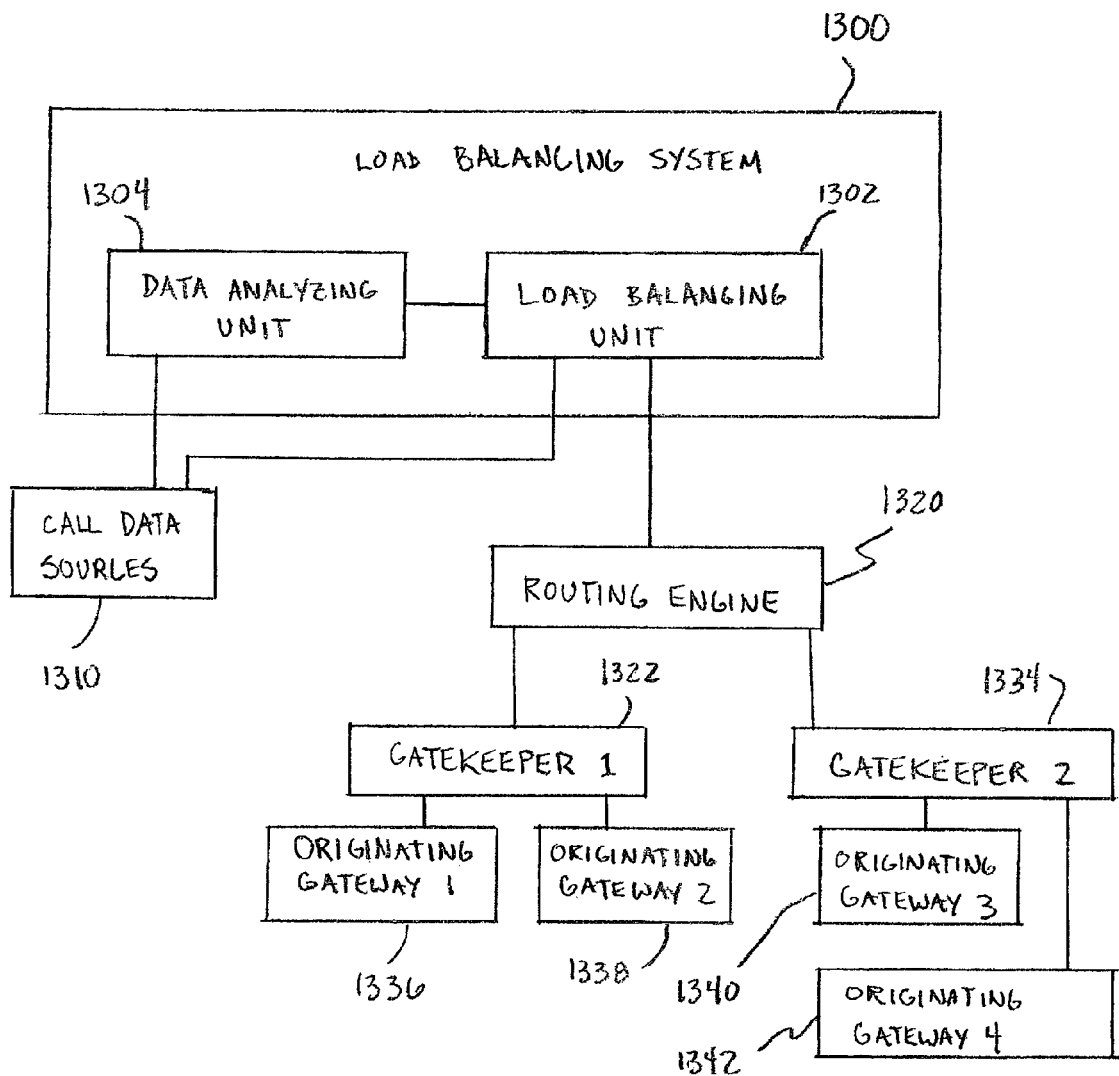 1300
LOAD BALANCING SYSTEM
1304
1302
DATA ANALYZING
UNIT
LOAD BALANGING
UNIT
CALL DATA
SOURLES
1310
1320
ROUTING ENGINE
1322
1334
GATEKEEPER 1
GATEKEEPER 2
ORIGINATING
GATEWAY 1
ORIGINATING
GATEWAY 2
ORIGINATING
GATEWAY 3
1336
1338
1340
ORIGINATING
GATEWAY 4
1342